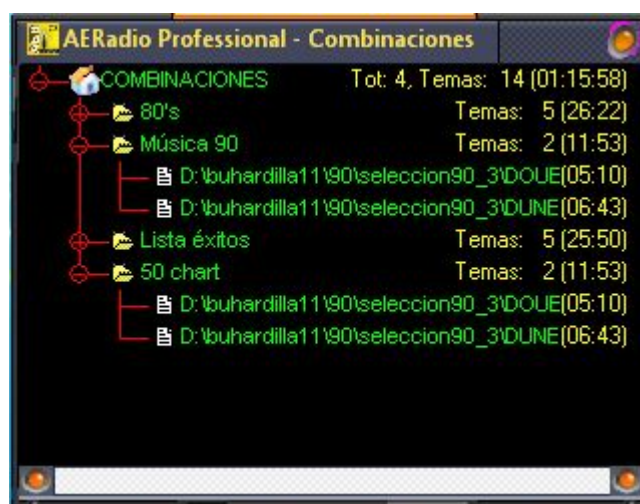 AERadio Professional - Combinaciones
COMBINACIONES Tot: 4, Temas: 14 (01:15:58)
80's Temas: 5 (26:22)
Música 90 Temas: 2 (11:53)
D:\buhardilla11\90\seleccion90_3\DOUE(05:10)
D:\buhardilla11\90\seleccion90_3\DUNE(06:43)
Lista éxitos Temas: 5 (25:50)
50 chart Temas: 2 (11:53)
D:\buhardilla11\90\seleccion90_3\DOUE(05:10)
D:\buhardilla11\90\seleccion90_3\DUNE(06:43)